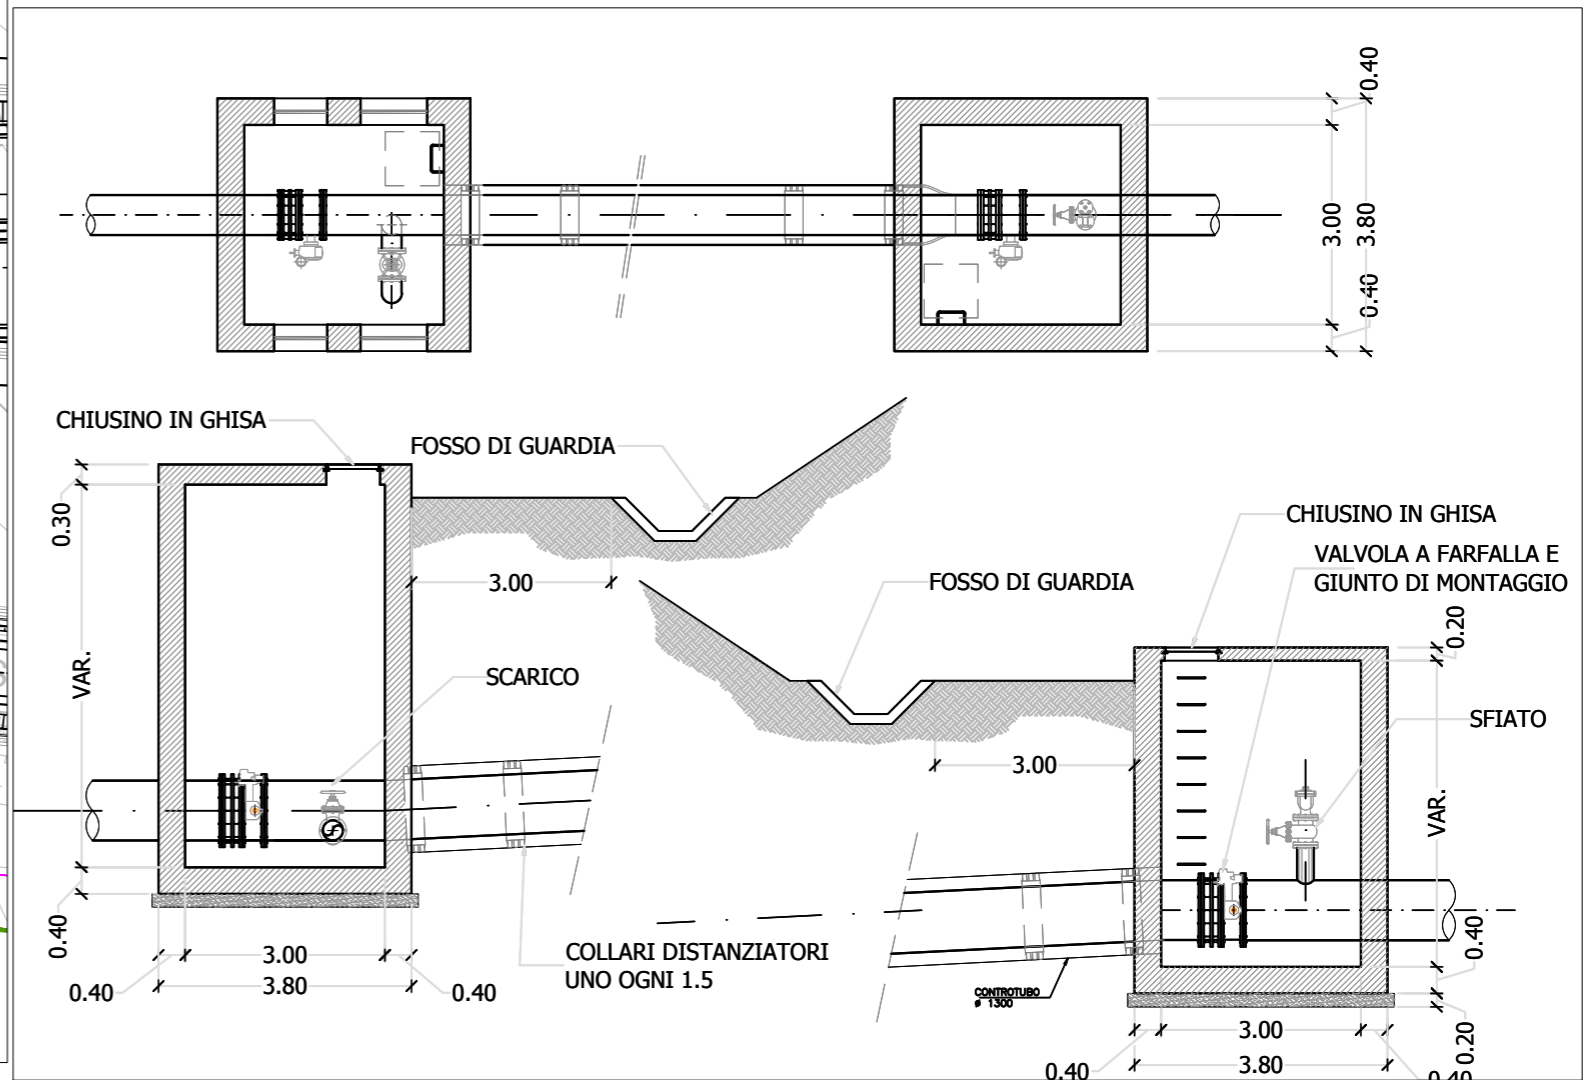 0.40
3.00
3.80
0.40
CHIUSINO IN GHISA
FOSSO DI GUARDIA
0.30
3.00
VAR.
SCARICO
0.40
3.00
3.80
0.40
0.40
COLLARI DISTANZIATORI
UNO OGNI 1.5
CHIUSINO IN GHISA
VALVOLA A FARFALLA E
GIUNTO DI MONTAGGIO
FOSSO DI GUARDIA
0.20
3.00
SFIATO
VAR.
0.40
CONTROTUBO
ø 1300
3.00
0.20
0.40
3.80
0.40